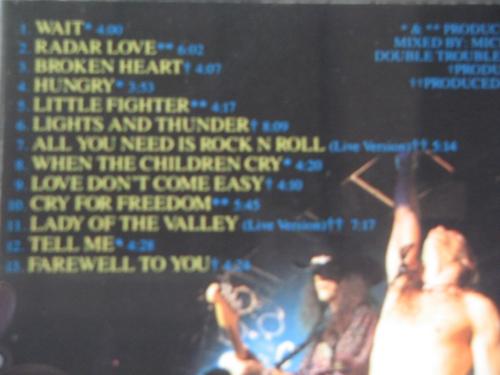 1. WAIT* 4:00
2. RADAR LOVE** 6:02
3. BROKEN HEART† 4:07
4. HUNGRY* 3:53
5. LITTLE FIGHTER** 4:17
6. LIGHTS AND THUNDER† 8:09
7. ALL YOU NEED IS ROCK N ROLL (Live Version)†† 5:14
8. WHEN THE CHILDREN CRY* 4:20
9. LOVE DON'T COME EASY† 4:10
10. CRY FOR FREEDOM** 5:45
11. LADY OF THE VALLEY (Live Version)†† 7:17
12. TELL ME* 4:28
13. FAREWELL TO YOU† 4:24
* & ** PRODUC
MIXED BY: MIC
DOUBLE TROUBLE
†PRODU
††PRODUCED